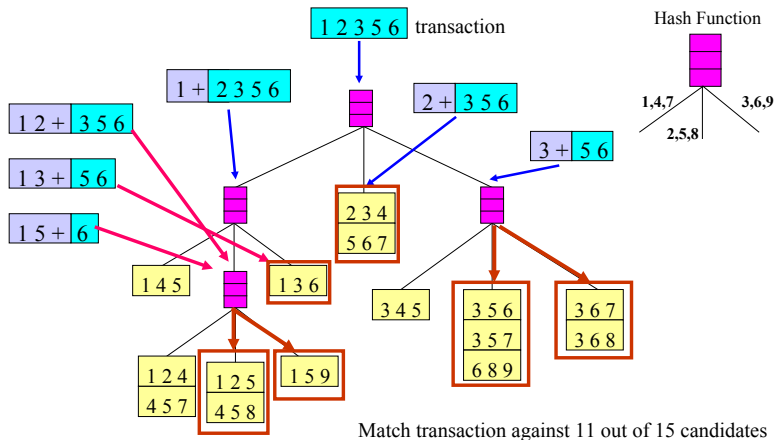 1 2 3 5 6 transaction
Hash Function
1 + 2 3 5 6
2 + 3 5 6
1,4,7
3,6,9
2,5,8
1 2 + 3 5 6
3 + 5 6
1 3 + 5 6
1 5 + 6
2 3 4
5 6 7
1 4 5
1 3 6
3 4 5
3 5 6
3 5 7
6 8 9
3 6 7
3 6 8
1 2 4
4 5 7
1 2 5
4 5 8
1 5 9
Match transaction against 11 out of 15 candidates